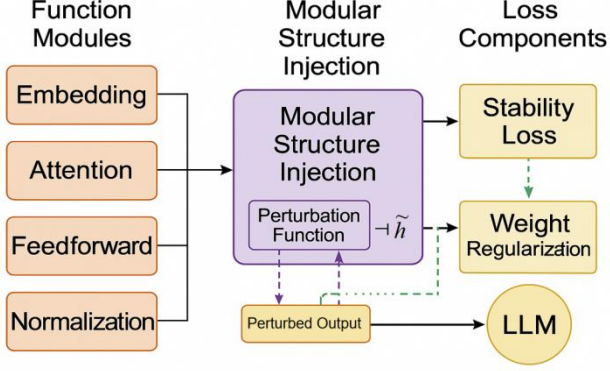 Function
Modules
Modular
Structure
Injection
Loss
Components
Embedding
Attention
Feedforward
Normalization
Modular
Structure
Injection
Perturbation
Function
⊣ h̃
Perturbed Output
Stability
Loss
Weight
Regularization
LLM